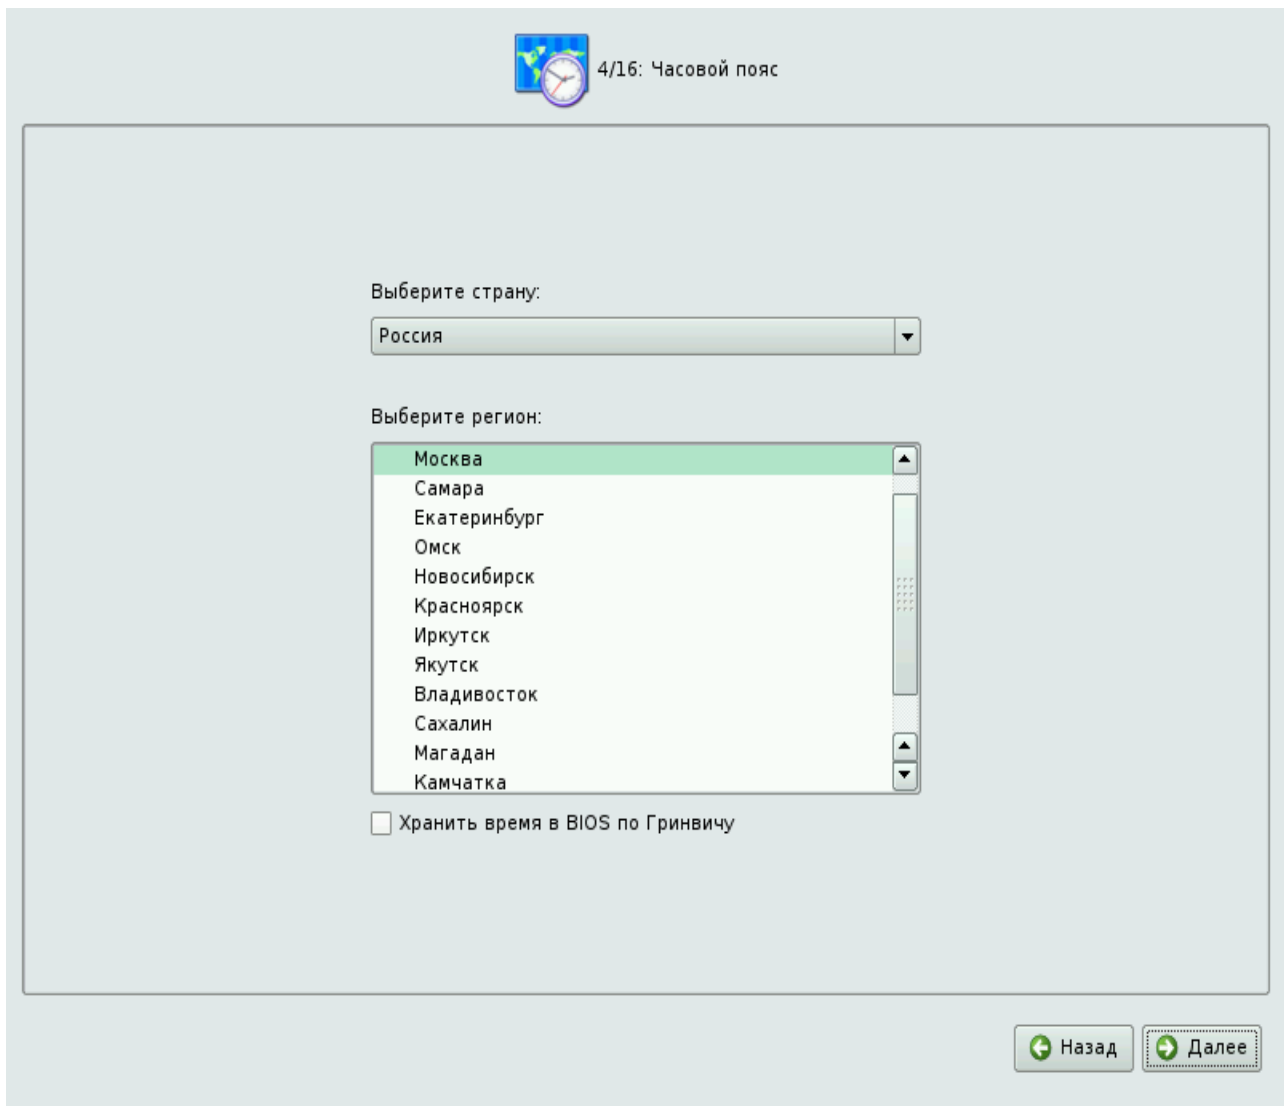 4/16: Часовой пояс
Выберите страну:
Россия
Выберите регион:
Москва
Самара
Екатеринбург
Омск
Новосибирск
Красноярск
Иркутск
Якутск
Владивосток
Сахалин
Магадан
Камчатка
Хранить время в BIOS по Гринвичу
Назад
Далее